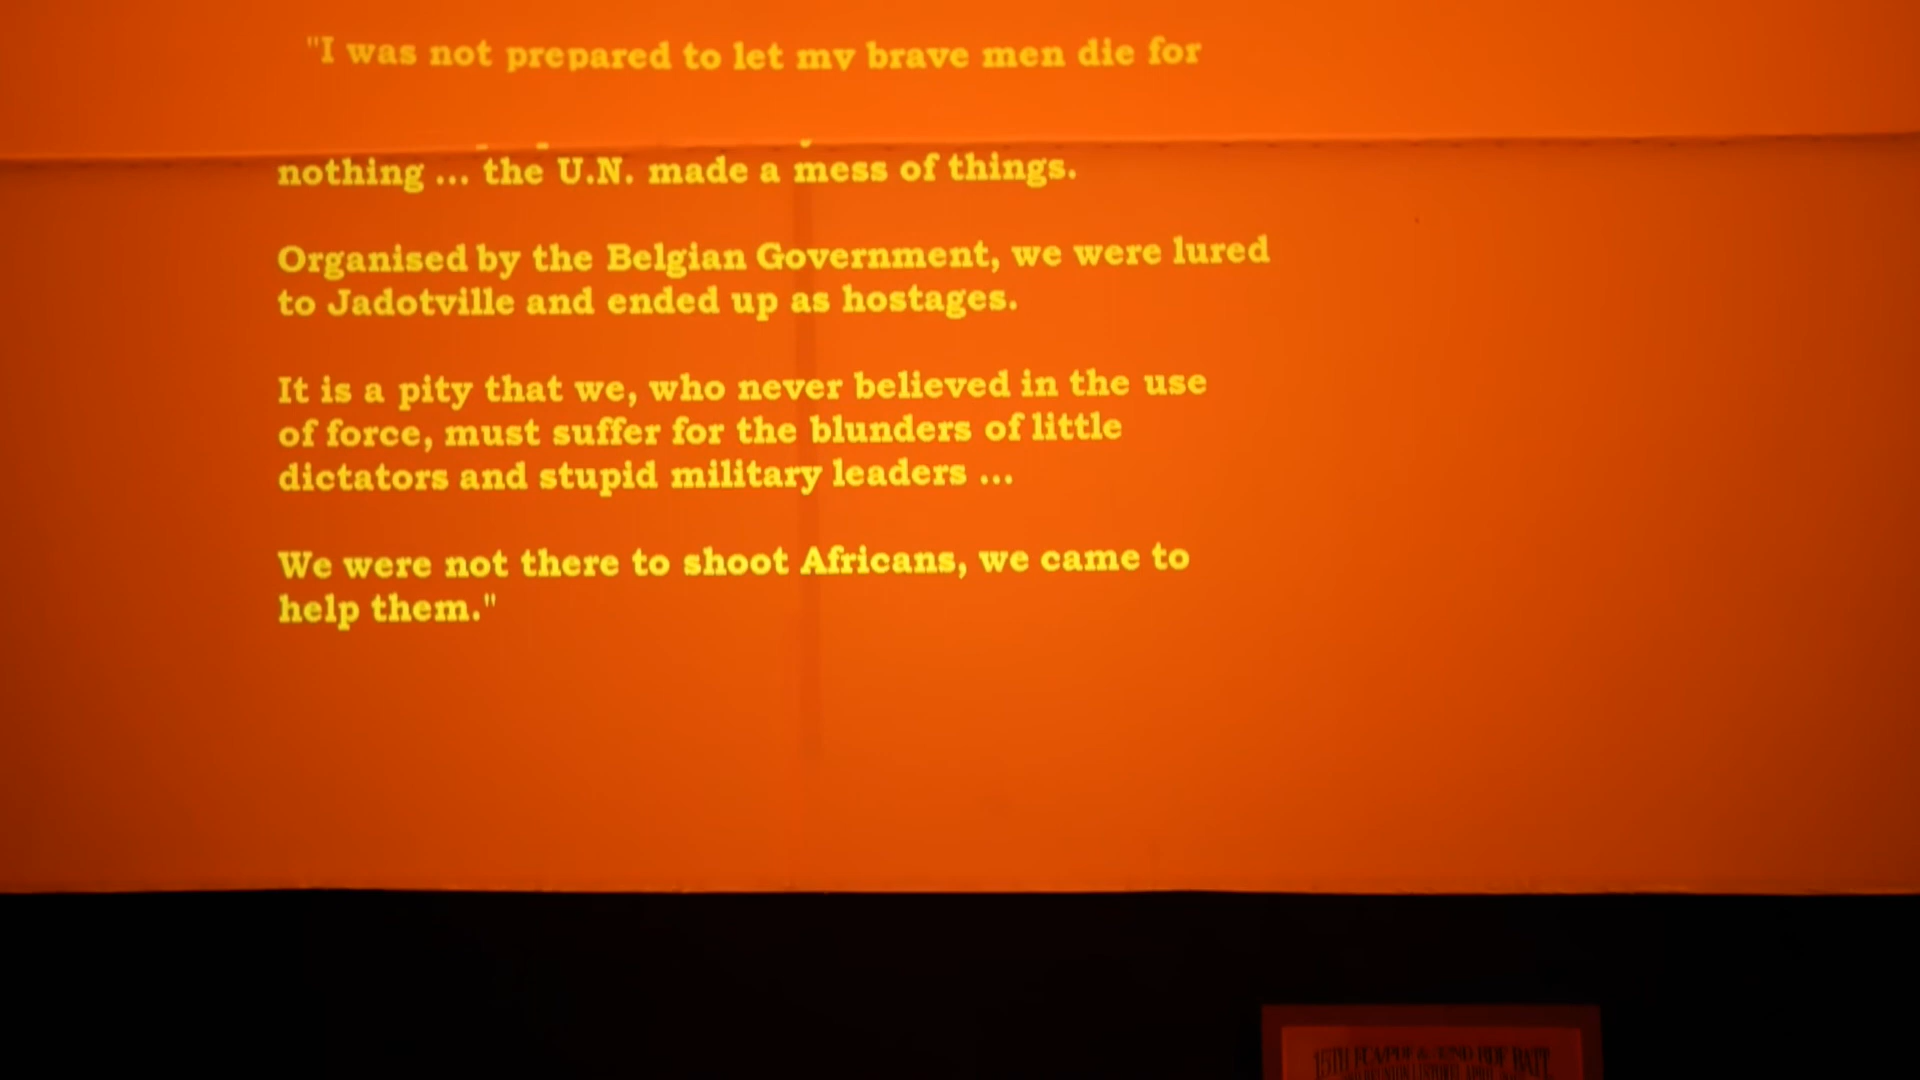 "I was not prepared to let my brave men die for
nothing ... the U.N. made a mess of things.
Organised by the Belgian Government, we were lured
to Jadotville and ended up as hostages.
It is a pity that we, who never believed in the use
of force, must suffer for the blunders of little
dictators and stupid military leaders ...
We were not there to shoot Africans, we came to
help them."
15TH